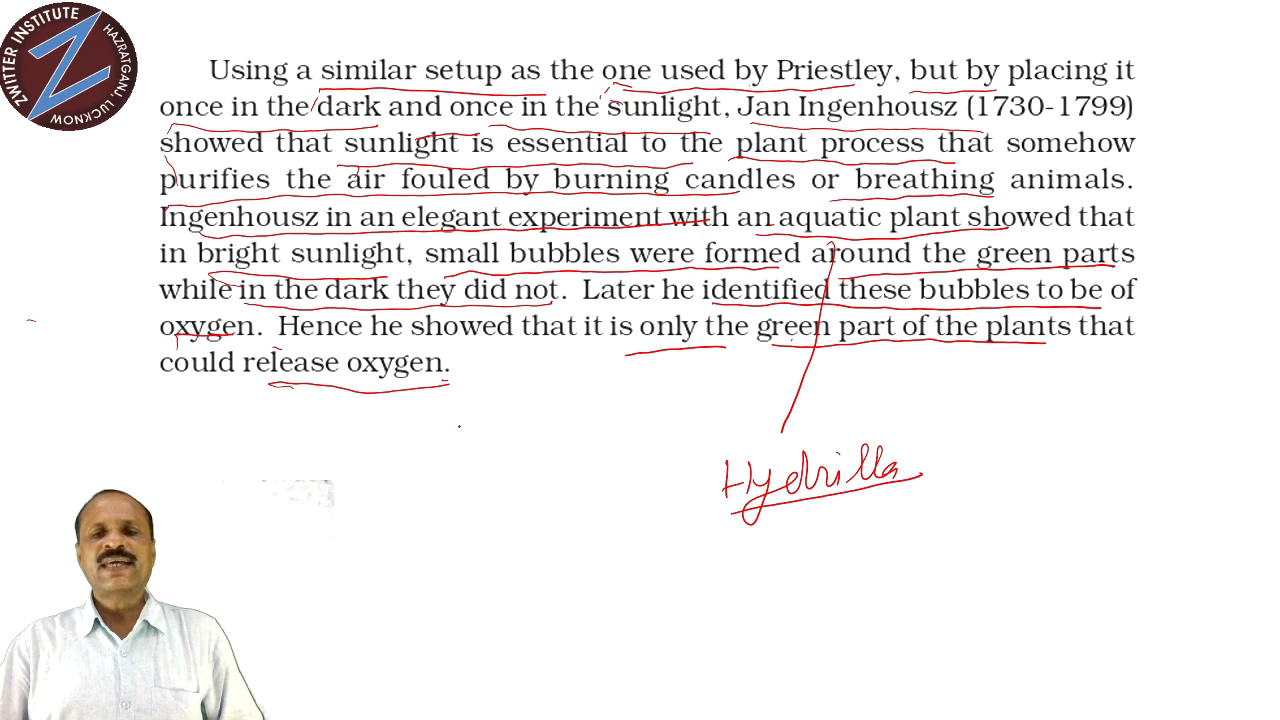 ZWITTER INSTITUTE
HAZRATGANJ, LUCKNOW
Z
Using a similar setup as the one used by Priestley, but by placing it
once in the dark and once in the sunlight, Jan Ingenhousz (1730-1799)
showed that sunlight is essential to the plant process that somehow
purifies the air fouled by burning candles or breathing animals.
Ingenhousz in an elegant experiment with an aquatic plant showed that
in bright sunlight, small bubbles were formed around the green parts
while in the dark they did not. Later he identified these bubbles to be of
oxygen. Hence he showed that it is only the green part of the plants that
could release oxygen.
Hydrilla